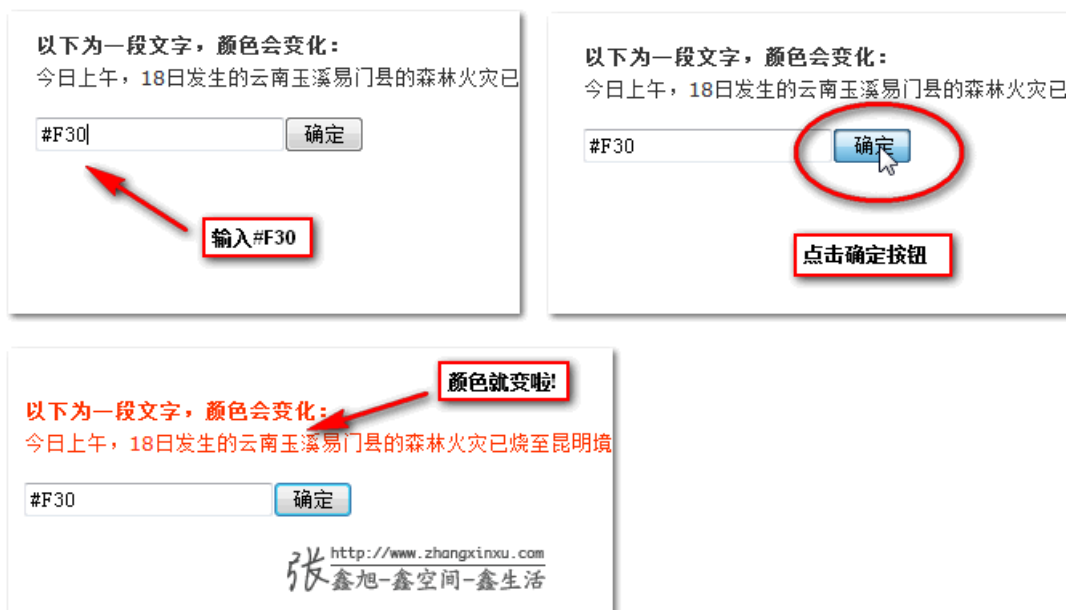 以下为一段文字，颜色会变化：
今日上午，18日发生的云南玉溪易门县的森林火灾已
#F30
确定
输入#F30
以下为一段文字，颜色会变化：
今日上午，18日发生的云南玉溪易门县的森林火灾已
#F30
确定
点击确定按钮
颜色就变啦!
以下为一段文字，颜色会变化：
今日上午，18日发生的云南玉溪易门县的森林火灾已烧至昆明境
#F30
确定
张
http://www.zhangxinxu.com
鑫旭-鑫空间-鑫生活